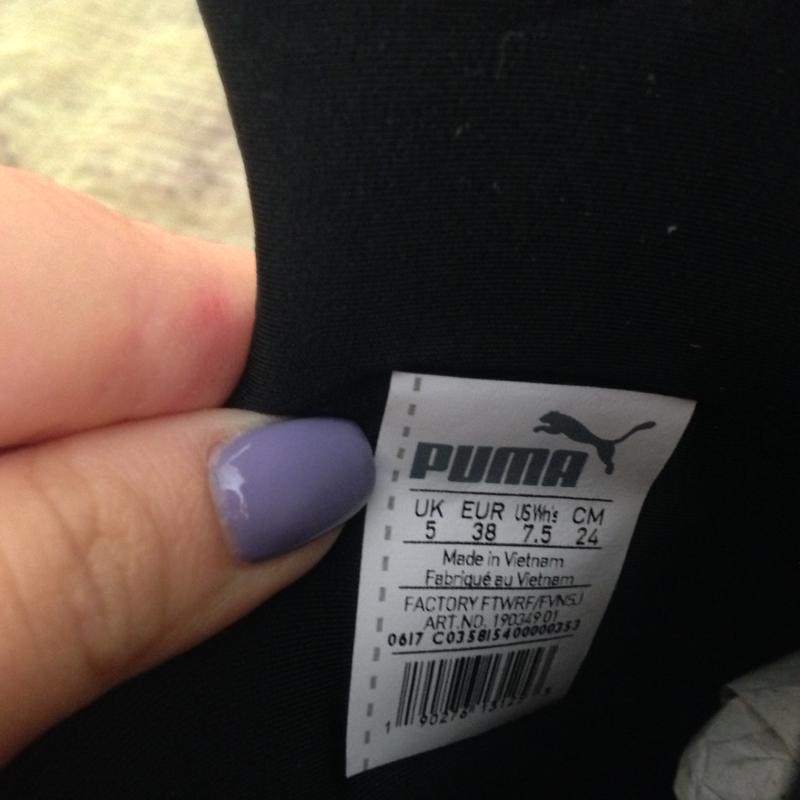 PUMA
UK EUR US Wn's CM
5 38 7.5 24
Made in Vietnam
Fabriqué au Vietnam
FACTORY FTWRF/FVNSJ
ART.NO. 190349 01
0617 C03581540000353